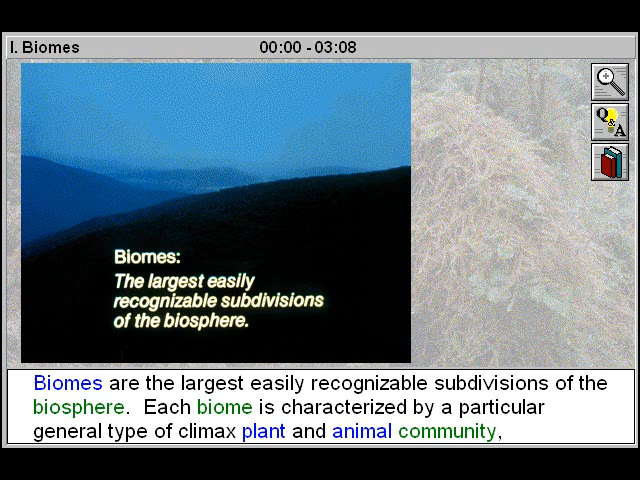 I. Biomes 00:00 - 03:08
Q&A
Biomes:
The largest easily
recognizable subdivisions
of the biosphere.
Biomes are the largest easily recognizable subdivisions of the
biosphere. Each biome is characterized by a particular
general type of climax plant and animal community,